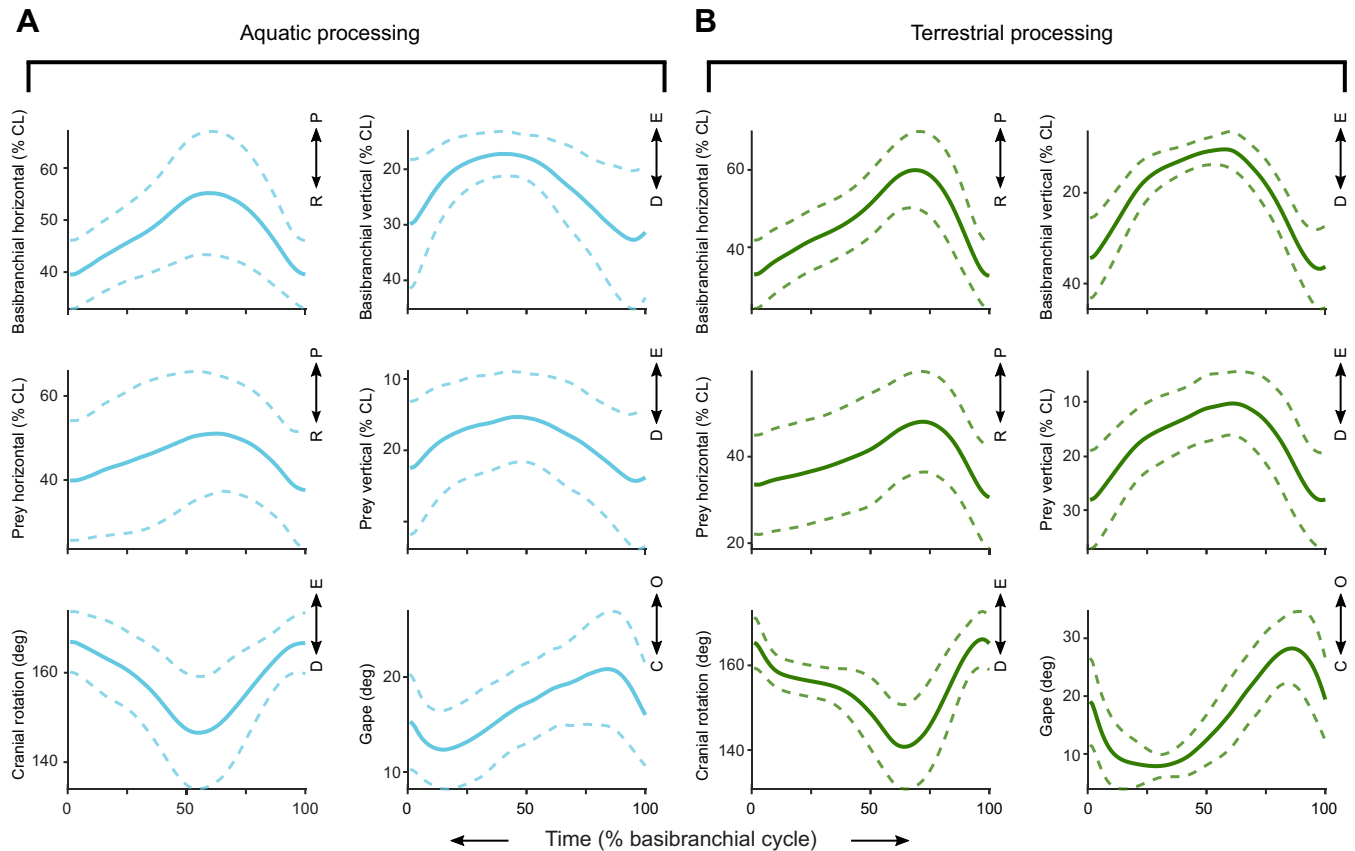 A
Aquatic processing
B
Terrestrial processing
Basibranchial horizontal (% CL)
60
50
40
P
R
Basibranchial vertical (% CL)
20
30
40
E
D
Basibranchial horizontal (% CL)
60
40
P
R
Basibranchial vertical (% CL)
20
40
E
D
Prey horizontal (% CL)
60
40
P
R
Prey vertical (% CL)
10
20
E
D
Prey horizontal (% CL)
40
20
P
R
Prey vertical (% CL)
10
20
30
E
D
Cranial rotation (deg)
160
140
E
D
0 50 100
Gape (deg)
20
10
O
C
0 50 100
Cranial rotation (deg)
160
140
E
D
0 50 100
Gape (deg)
30
20
10
O
C
0 50 100
Time (% basibranchial cycle)